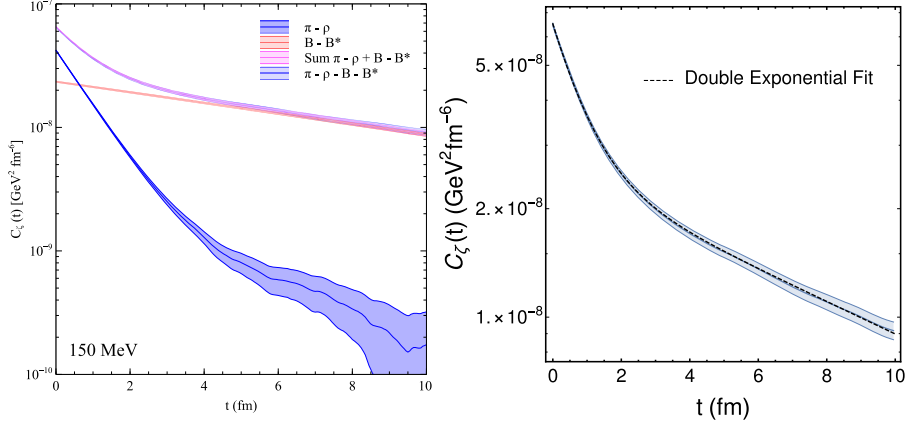 10⁻⁷
π - ρ
B - B*
Sum π - ρ + B - B*
π - ρ - B - B*
10⁻⁸
C_ζ (t) [GeV² fm⁻⁶]
10⁻⁹
150 MeV
10⁻¹⁰
0 2 4 6 8 10
t (fm)
5.×10⁻⁸
Double Exponential Fit
C_ζ(t) (GeV²fm⁻⁶)
2.×10⁻⁸
1.×10⁻⁸
0 2 4 6 8 10
t (fm)